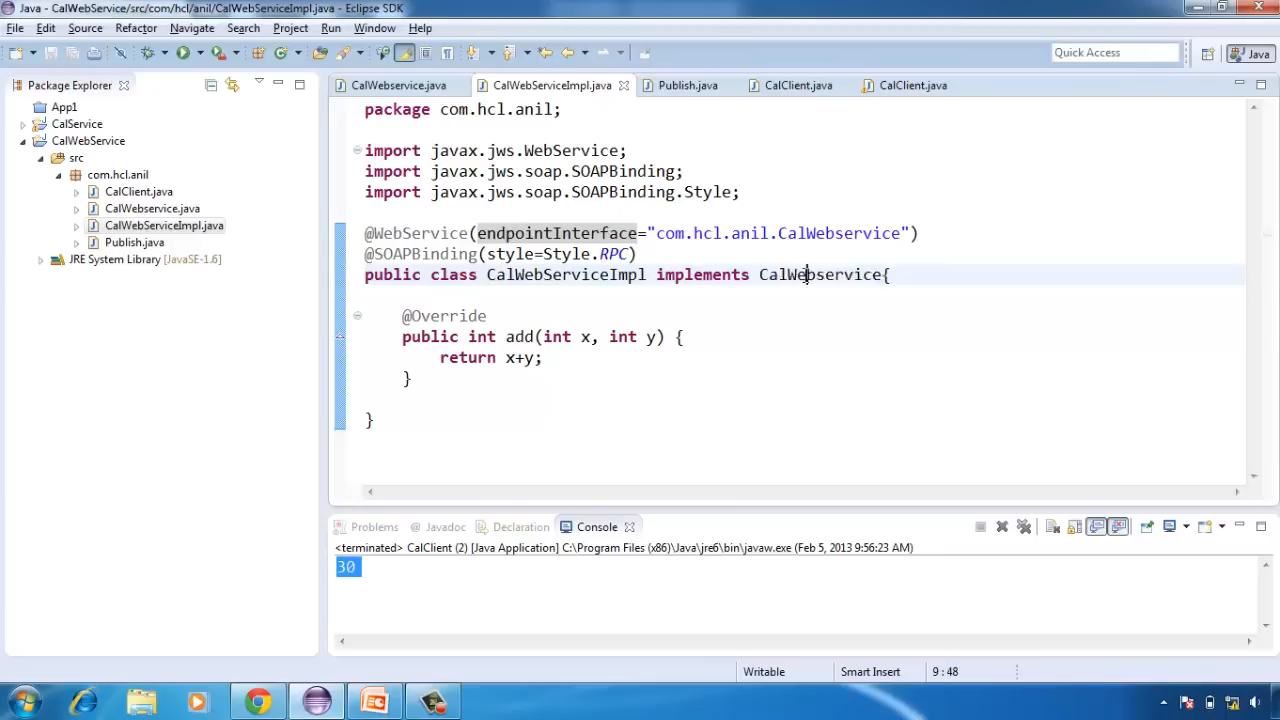 Java - CalWebService/src/com/hcl/anil/CalWebServiceImpl.java - Eclipse SDK
File Edit Source Refactor Navigate Search Project Run Window Help
Quick Access
Java
Package Explorer
App1
CalService
CalWebService
src
com.hcl.anil
CalClient.java
CalWebservice.java
CalWebServiceImpl.java
Publish.java
JRE System Library [JavaSE-1.6]
CalWebservice.java CalWebServiceImpl.java Publish.java CalClient.java CalClient.java
package com.hcl.anil;
import javax.jws.WebService;
import javax.jws.soap.SOAPBinding;
import javax.jws.soap.SOAPBinding.Style;
@WebService(endpointInterface="com.hcl.anil.CalWebservice")
@SOAPBinding(style=Style.RPC)
public class CalWebServiceImpl implements CalWebservice{
@Override
public int add(int x, int y) {
return x+y;
}
}
Problems @ Javadoc Declaration Console
<terminated> CalClient (2) [Java Application] C:\Program Files (x86)\Java\jre6\bin\javaw.exe (Feb 5, 2013 9:56:23 AM)
30
Writable Smart Insert 9 : 48